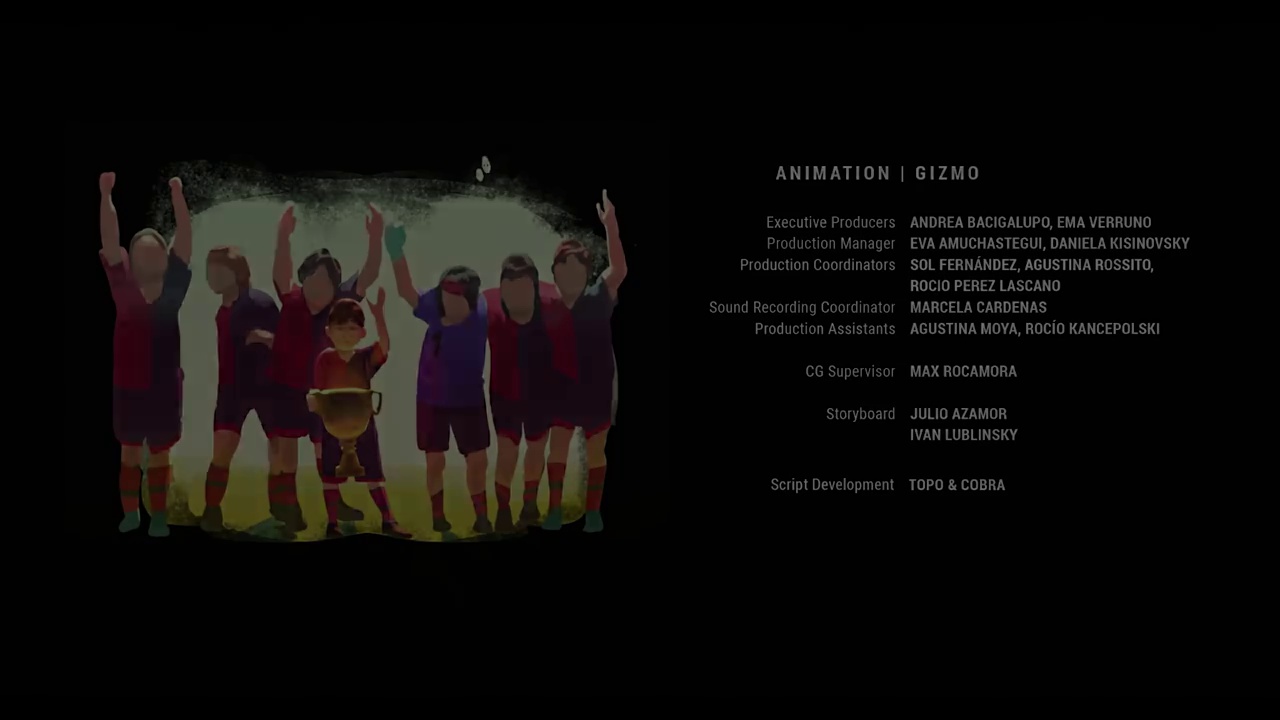 ANIMATION | GIZMO
Executive Producers ANDREA BACIGALUPO, EMA VERRUNO
Production Manager EVA AMUCHASTEGUI, DANIELA KISINOVSKY
Production Coordinators SOL FERNÁNDEZ, AGUSTINA ROSSITO,
ROCIO PEREZ LASCANO
Sound Recording Coordinator MARCELA CARDENAS
Production Assistants AGUSTINA MOYA, ROCÍO KANCEPOLSKI
CG Supervisor MAX ROCAMORA
Storyboard JULIO AZAMOR
IVAN LUBLINSKY
Script Development TOPO & COBRA